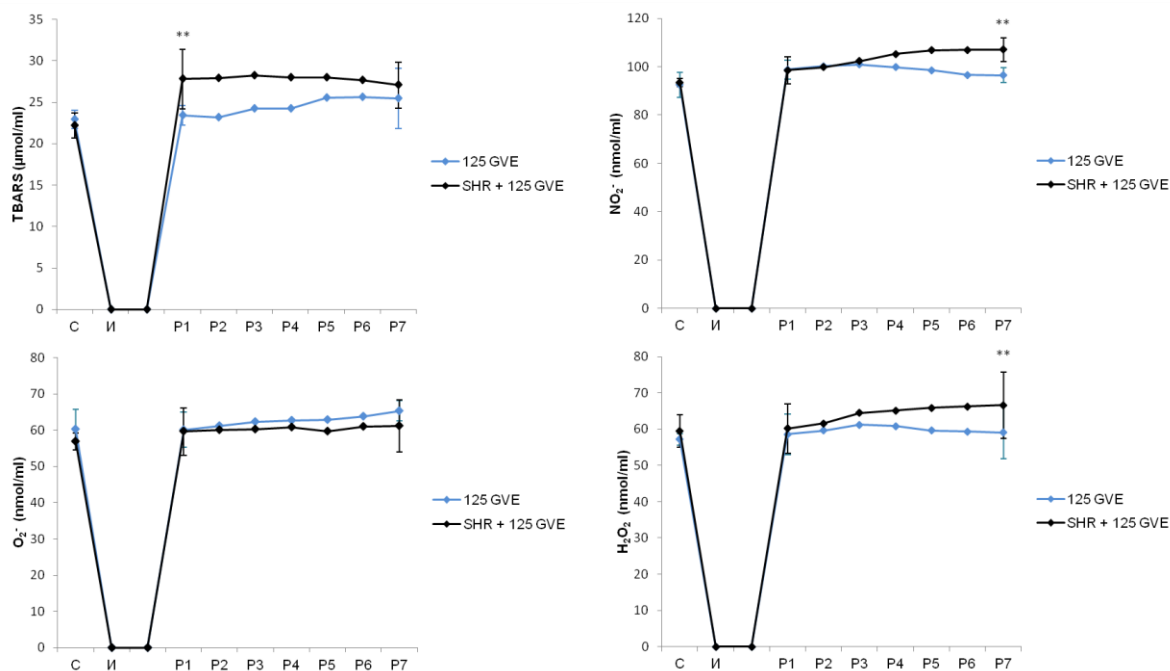 **
35
30
25
20
15
10
5
0
TBARS (μmol/ml)
С И P1 P2 P3 P4 P5 P6 P7
125 GVE
SHR + 125 GVE
**
120
100
80
60
40
20
0
NO₂⁻ (nmol/ml)
С И P1 P2 P3 P4 P5 P6 P7
125 GVE
SHR + 125 GVE
80
70
60
50
40
30
20
10
0
O₂⁻ (nmol/ml)
С И P1 P2 P3 P4 P5 P6 P7
125 GVE
SHR + 125 GVE
**
80
70
60
50
40
30
20
10
0
H₂O₂ (nmol/ml)
С И P1 P2 P3 P4 P5 P6 P7
125 GVE
SHR + 125 GVE